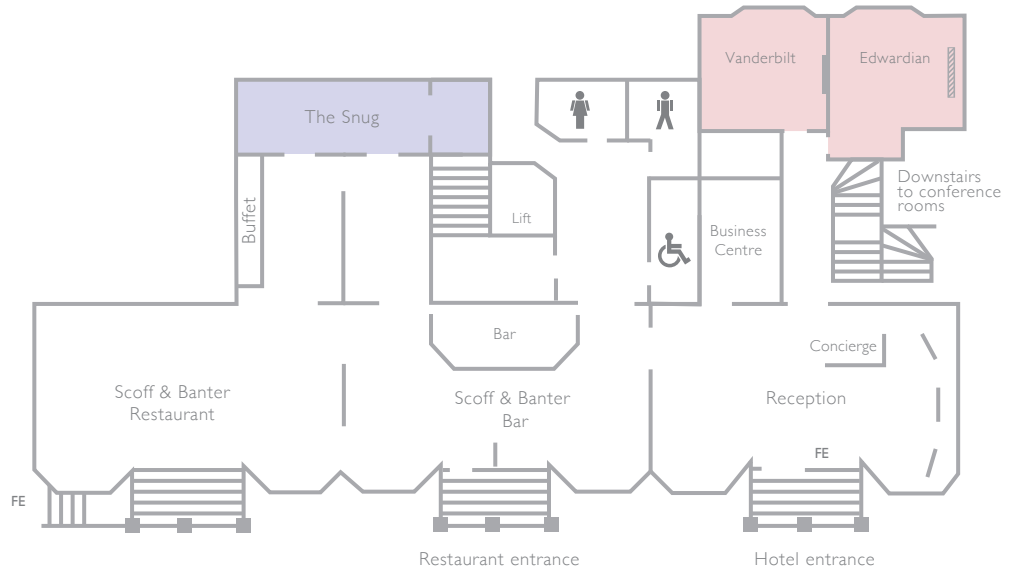 Vanderbilt
Edwardian
The Snug
Downstairs
to conference
rooms
Buffet
Lift
Business
Centre
Bar
Concierge
Scoff & Banter
Restaurant
Scoff & Banter
Bar
Reception
FE
FE
Restaurant entrance
Hotel entrance